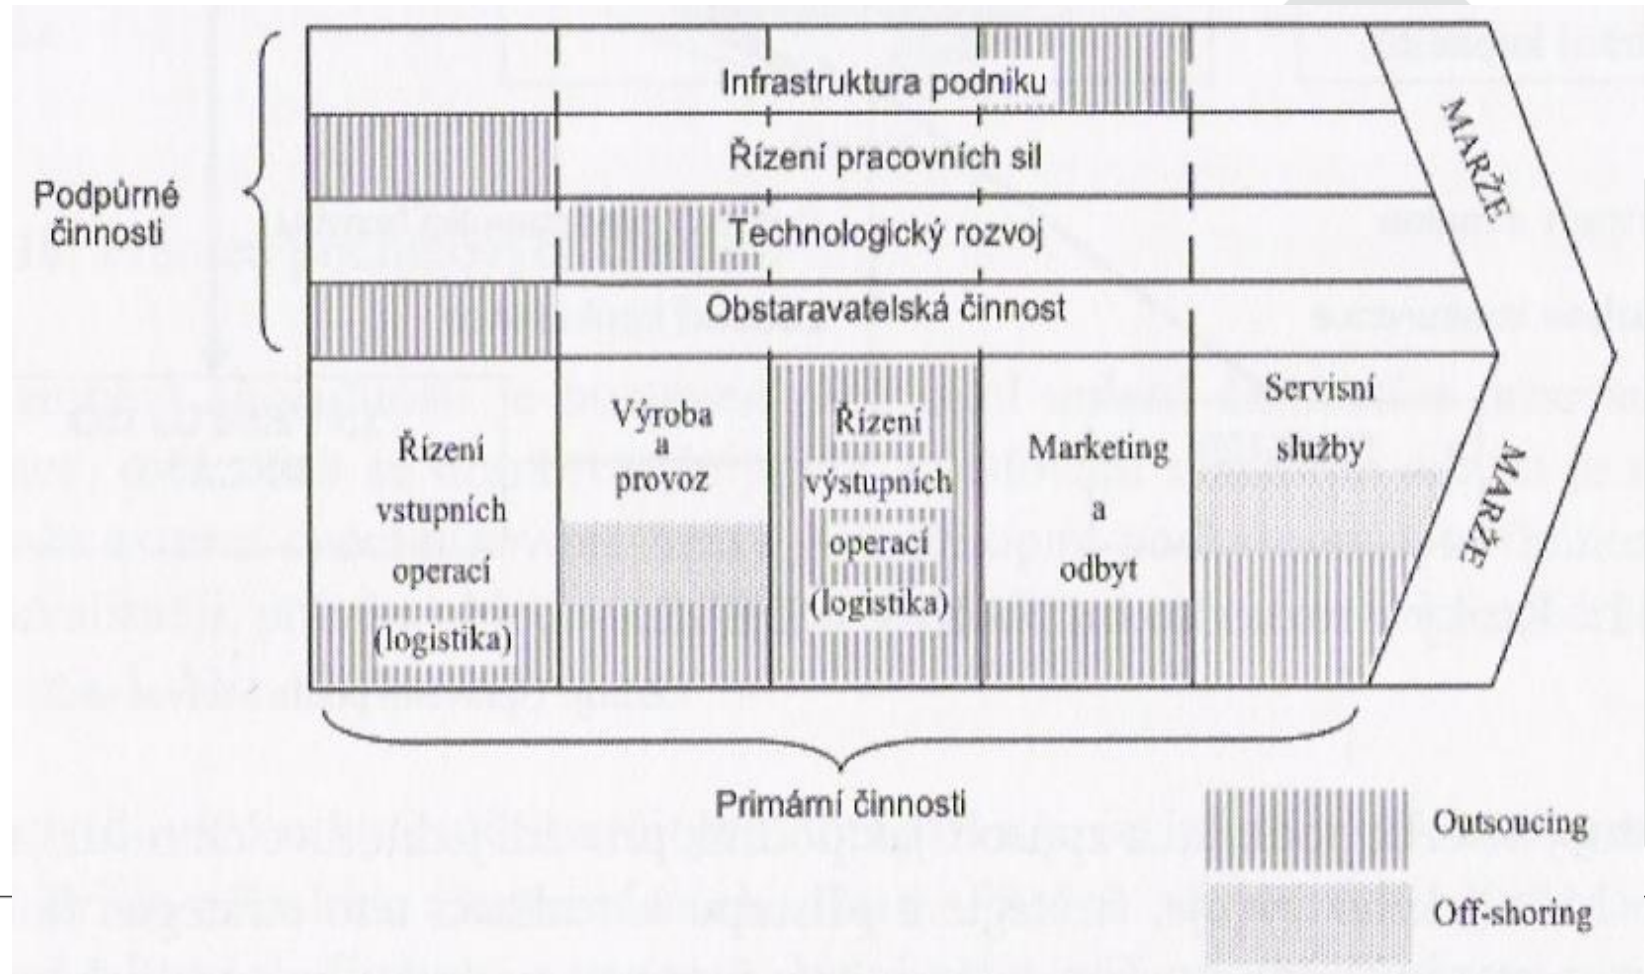 Infrastruktura podniku
MARŽE
Řízení pracovních sil
Podpůrné
činnosti
Technologický rozvoj
Obstaravatelská činnost
Řízení
vstupních
operací
(logistika)
Výroba
a
provoz
Řízení
výstupních
operací
(logistika)
Marketing
a
odbyt
Servisní
služby
MARŽE
Primární činnosti
Outsoucing
Off-shoring